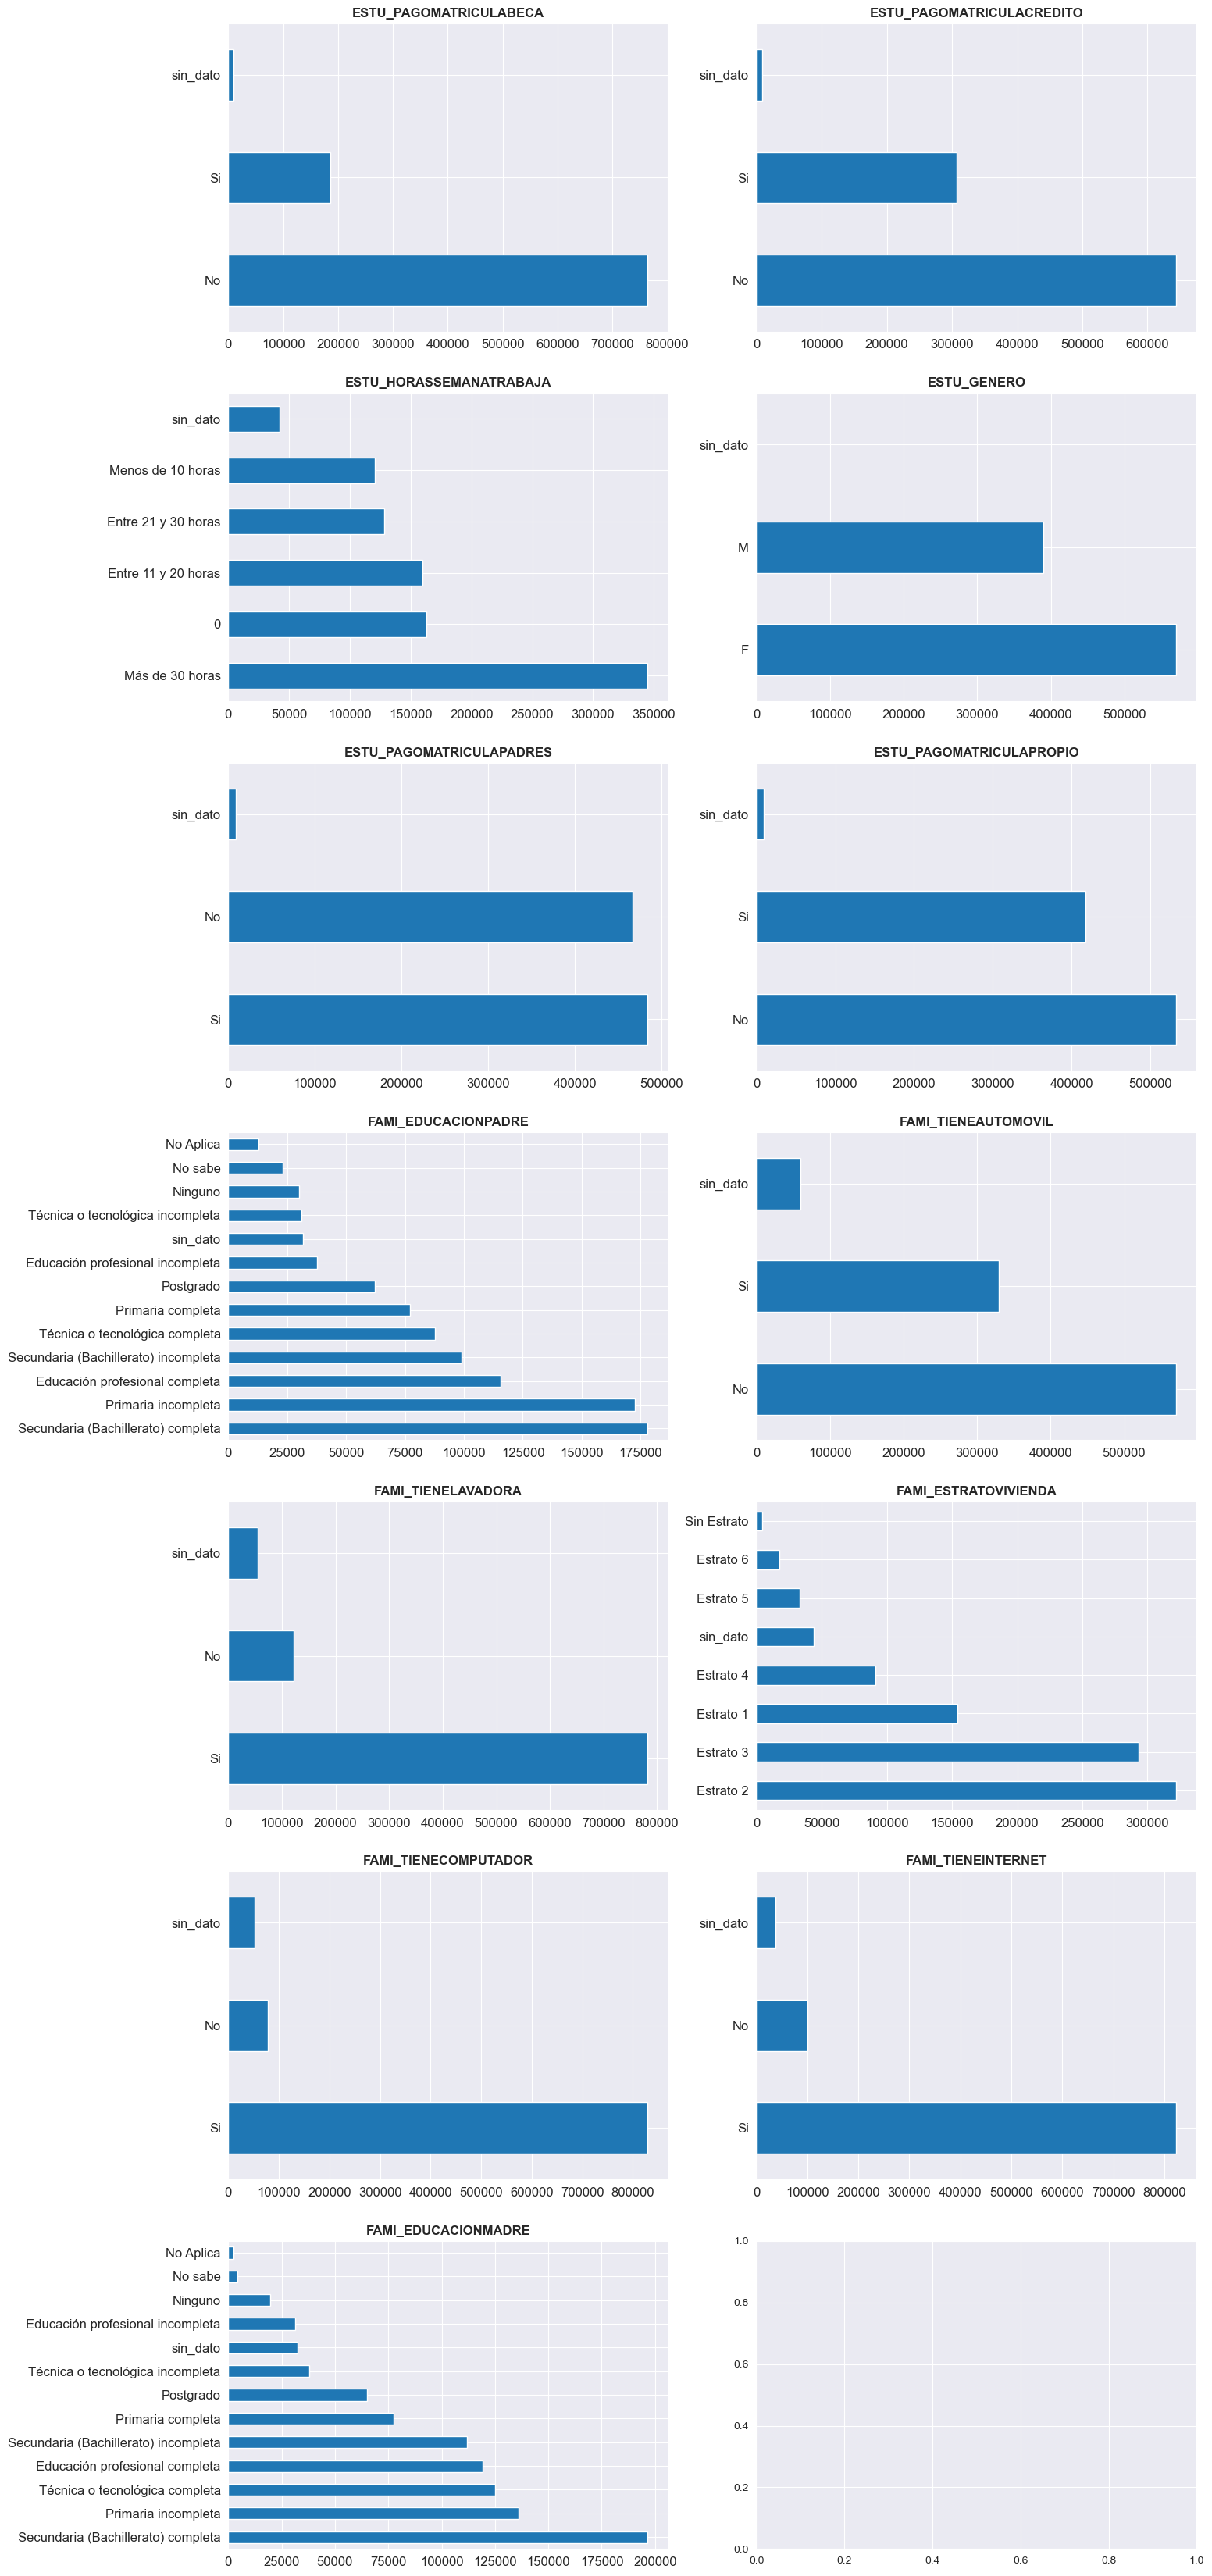 ESTU_PAGOMATRICULABECA
sin_dato
Si
No
0 100000 200000 300000 400000 500000 600000 700000 800000
ESTU_PAGOMATRICULACREDITO
sin_dato
Si
No
0 100000 200000 300000 400000 500000 600000
ESTU_HORASSEMANATRABAJA
sin_dato
Menos de 10 horas
Entre 21 y 30 horas
Entre 11 y 20 horas
0
Más de 30 horas
0 50000 100000 150000 200000 250000 300000 350000
ESTU_GENERO
sin_dato
M
F
0 100000 200000 300000 400000 500000
ESTU_PAGOMATRICULAPADRES
sin_dato
No
Si
0 100000 200000 300000 400000 500000
ESTU_PAGOMATRICULAPROPIO
sin_dato
Si
No
0 100000 200000 300000 400000 500000
FAMI_EDUCACIONPADRE
No Aplica
No sabe
Ninguno
Técnica o tecnológica incompleta
sin_dato
Educación profesional incompleta
Postgrado
Primaria completa
Técnica o tecnológica completa
Secundaria (Bachillerato) incompleta
Educación profesional completa
Primaria incompleta
Secundaria (Bachillerato) completa
0 25000 50000 75000 100000 125000 150000 175000
FAMI_TIENEAUTOMOVIL
sin_dato
Si
No
0 100000 200000 300000 400000 500000
FAMI_TIENELAVADORA
sin_dato
No
Si
0 100000 200000 300000 400000 500000 600000 700000 800000
FAMI_ESTRATOVIVIENDA
Sin Estrato
Estrato 6
Estrato 5
sin_dato
Estrato 4
Estrato 1
Estrato 3
Estrato 2
0 50000 100000 150000 200000 250000 300000
FAMI_TIENECOMPUTADOR
sin_dato
No
Si
0 100000 200000 300000 400000 500000 600000 700000 800000
FAMI_TIENEINTERNET
sin_dato
No
Si
0 100000 200000 300000 400000 500000 600000 700000 800000
FAMI_EDUCACIONMADRE
No Aplica
No sabe
Ninguno
Educación profesional incompleta
sin_dato
Técnica o tecnológica incompleta
Postgrado
Primaria completa
Secundaria (Bachillerato) incompleta
Educación profesional completa
Técnica o tecnológica completa
Primaria incompleta
Secundaria (Bachillerato) completa
0 25000 50000 75000 100000 125000 150000 175000 200000
1.0
0.8
0.6
0.4
0.2
0.0
0.0 0.2 0.4 0.6 0.8 1.0